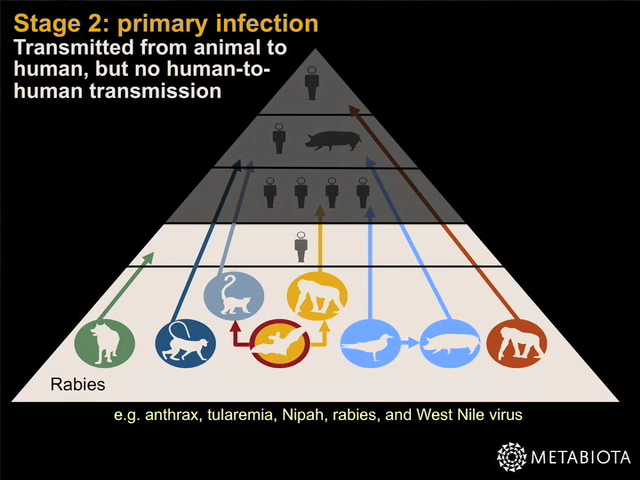 Stage 2: primary infection
Transmitted from animal to
human, but no human-to-
human transmission
Rabies
e.g. anthrax, tularemia, Nipah, rabies, and West Nile virus
METABIOTA